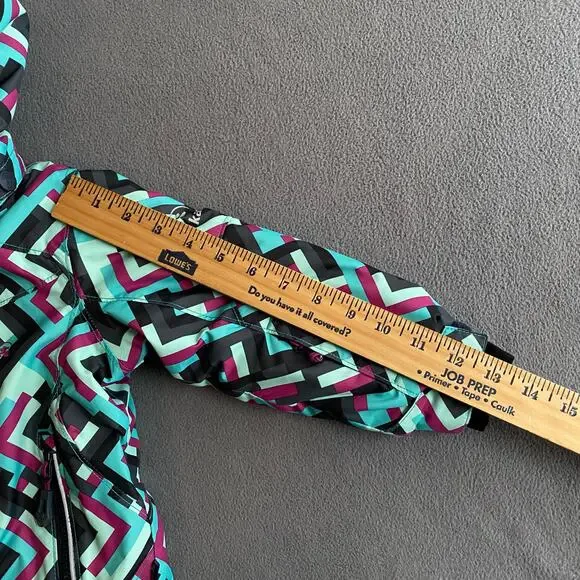 1 2 3 4 5 6 7 8 9 10 11 12 13 14 15
LOWE'S
Do you have it all covered?
JOB PREP
• Primer • Tape • Caulk